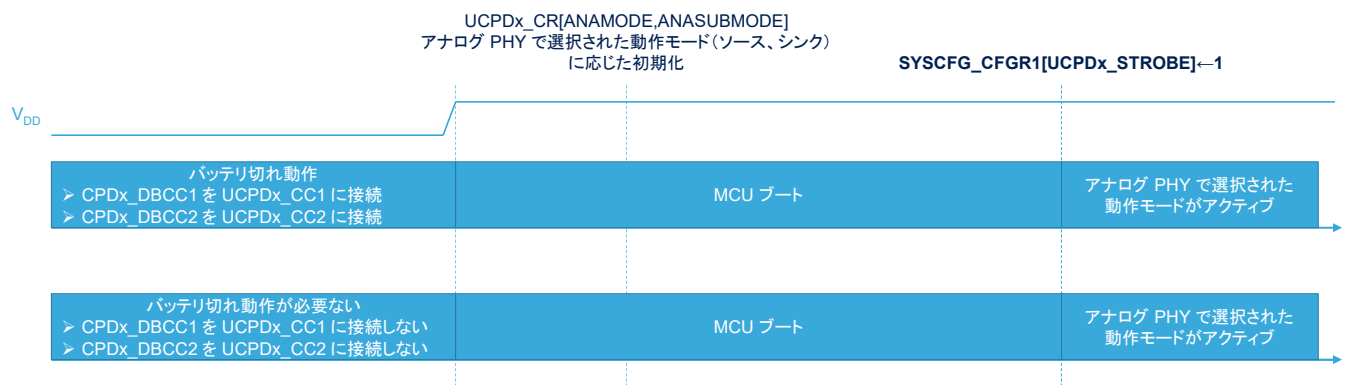 UCPDx_CR[ANAMODE,ANASUBMODE]
アナログ PHY で選択された動作モード（ソース、シンク）
に応じた初期化
SYSCFG_CFGR1[UCPDx_STROBE]←1
VDD
バッテリ切れ動作
➢ CPDx_DBCC1 を UCPDx_CC1 に接続
➢ CPDx_DBCC2 を UCPDx_CC2 に接続
MCU ブート
アナログ PHY で選択された
動作モードがアクティブ
バッテリ切れ動作が必要ない
➢ CPDx_DBCC1 を UCPDx_CC1 に接続しない
➢ CPDx_DBCC2 を UCPDx_CC2 に接続しない
MCU ブート
アナログ PHY で選択された
動作モードがアクティブ